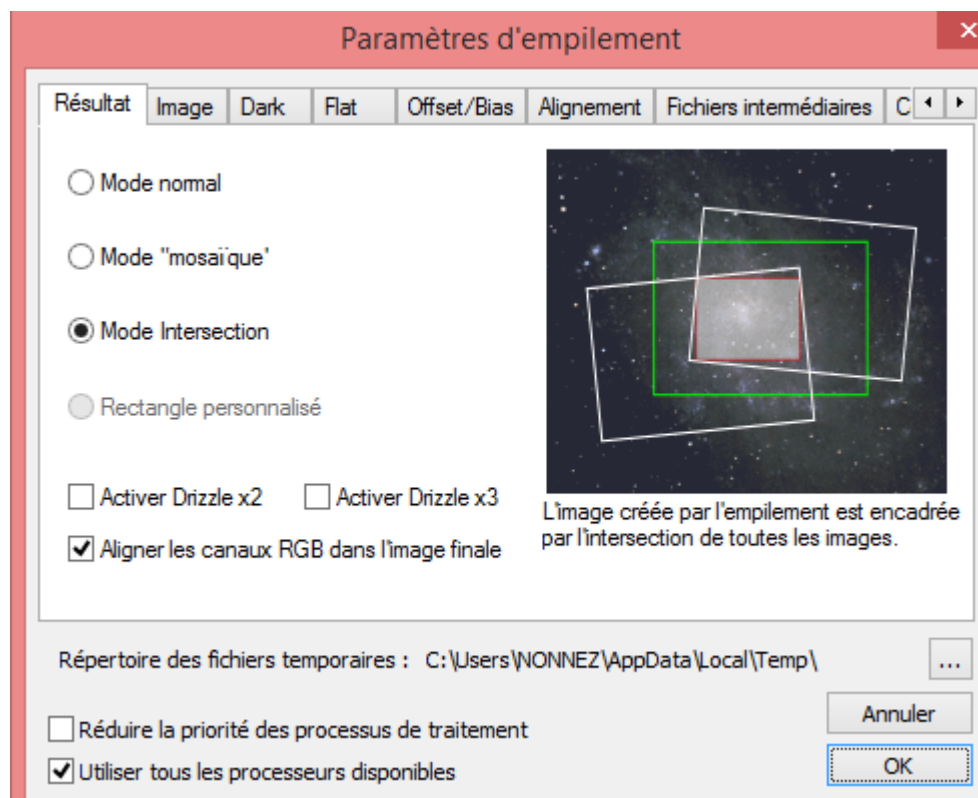 Paramètres d'empilement
Résultat Image Dark Flat Offset/Bias Alignement Fichiers intermédiaires C
Mode normal
Mode "mosaïque"
Mode Intersection
Rectangle personnalisé
Activer Drizzle x2 Activer Drizzle x3
Aligner les canaux RGB dans l'image finale
L'image créée par l'empilement est encadrée
par l'intersection de toutes les images.
Répertoire des fichiers temporaires : C:\Users\NONNEZ\AppData\Local\Temp\ ...
Réduire la priorité des processus de traitement
Annuler
Utiliser tous les processeurs disponibles
OK